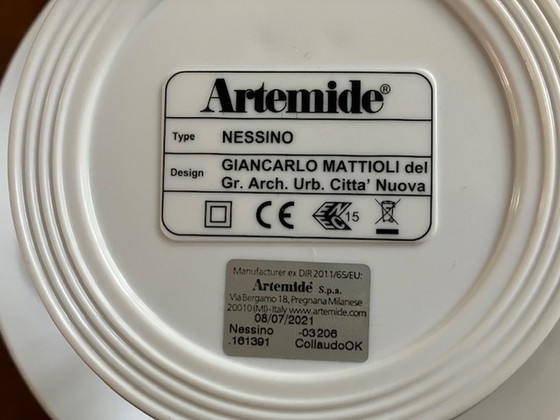 Artemide®
Type NESSINO
Design GIANCARLO MATTIOLI del
Gr. Arch. Urb. Citta' Nuova
CE 15
Manufacturer ex DIR 2011/65/EU:
Artemide S.p.a.
Via Bergamo 18, Pregnana Milanese
20010 (MI)-Italy www.artemide.com
08/07/2021
Nessino -03206
.161391 CollaudoOK